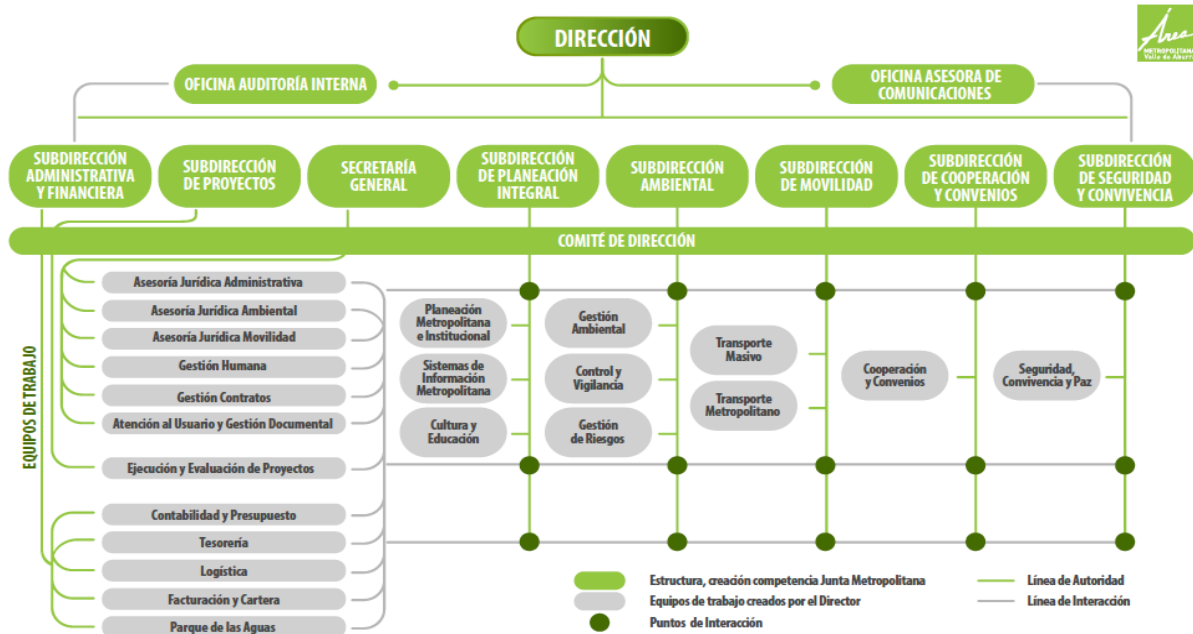 DIRECCIÓN
Área
METROPOLITANA
Valle de Aburrá
OFICINA AUDITORÍA INTERNA
OFICINA ASESORA DE
COMUNICACIONES
SUBDIRECCIÓN
ADMINISTRATIVA
Y FINANCIERA
SUBDIRECCIÓN
DE PROYECTOS
SECRETARÍA
GENERAL
SUBDIRECCIÓN
DE PLANEACIÓN
INTEGRAL
SUBDIRECCIÓN
AMBIENTAL
SUBDIRECCIÓN
DE MOVILIDAD
SUBDIRECCIÓN
DE COOPERACIÓN
Y CONVENIOS
SUBDIRECCIÓN
DE SEGURIDAD
Y CONVIVENCIA
COMITÉ DE DIRECCIÓN
EQUIPOS DE TRABAJO
Asesoría Jurídica Administrativa
Asesoría Jurídica Ambiental
Asesoría Jurídica Movilidad
Gestión Humana
Gestión Contratos
Atención al Usuario y Gestión Documental
Ejecución y Evaluación de Proyectos
Contabilidad y Presupuesto
Tesorería
Logística
Facturación y Cartera
Parque de las Aguas
Planeación
Metropolitana
e Institucional
Sistemas de
Información
Metropolitana
Cultura y
Educación
Gestión
Ambiental
Control y
Vigilancia
Gestión
de Riesgos
Transporte
Masivo
Transporte
Metropolitano
Cooperación
y Convenios
Seguridad,
Convivencia y Paz
Estructura, creación competencia Junta Metropolitana
Equipos de trabajo creados por el Director
Puntos de Interacción
Línea de Autoridad
Línea de Interacción